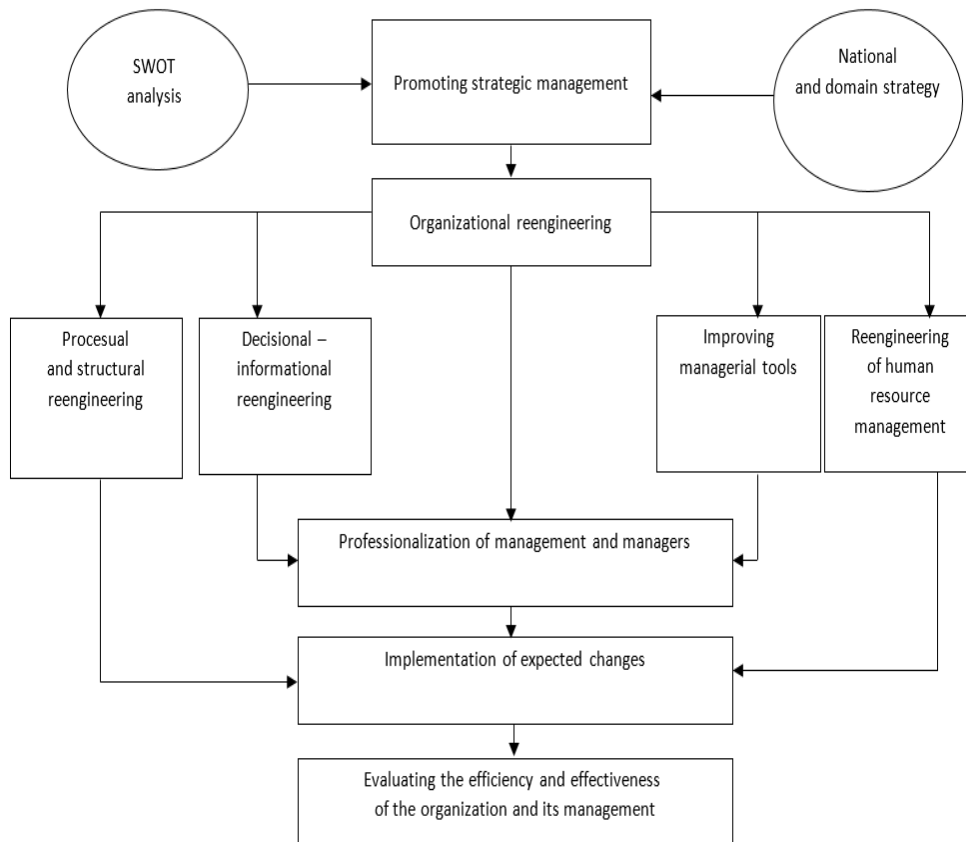 SWOT
analysis
Promoting strategic management
National
and domain strategy
Organizational reengineering
Procesual
and structural
reengineering
Decisional –
informational
reengineering
Improving
managerial tools
Reengineering
of human
resource
management
Professionalization of management and managers
Implementation of expected changes
Evaluating the efficiency and effectiveness
of the organization and its management